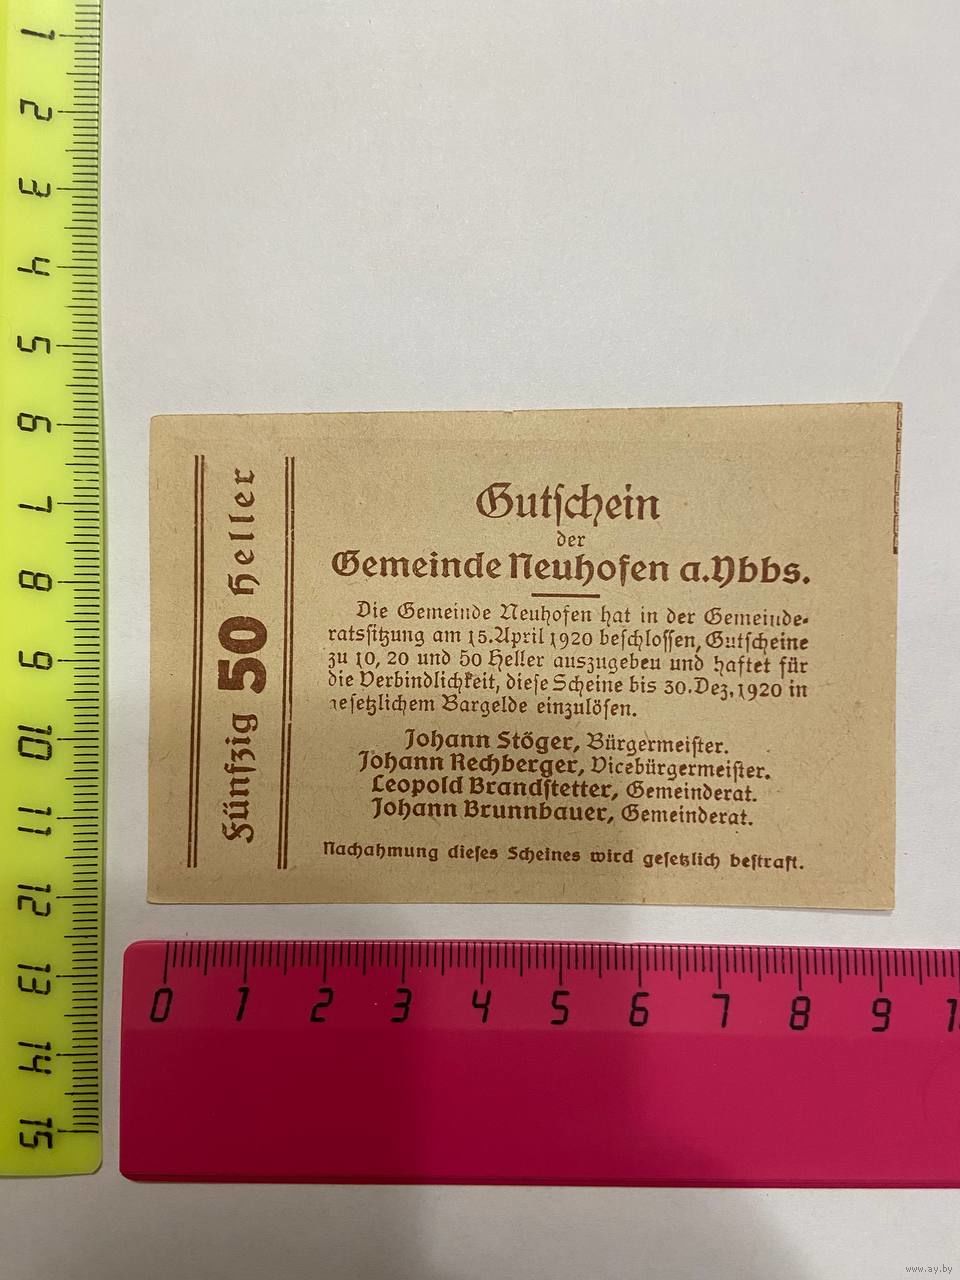 Fünfzig 50 Heller
Gutschein
der
Gemeinde Neuhofen a. Ybbs.
Die Gemeinde Neuhofen hat in der Gemeinde-
ratssitzung am 15. April 1920 beschlossen, Gutscheine
zu 10, 20 und 50 Heller auszugeben und haftet für
die Verbindlichkeit, diese Scheine bis 30. Dez. 1920 in
gesetzlichem Bargelde einzulösen.
Johann Stöger, Bürgermeister.
Johann Rechberger, Vicebürgermeister.
Leopold Brandstetter, Gemeinderat.
Johann Brunnbauer, Gemeinderat.
Nachahmung dieses Scheines wird gesetzlich bestraft.
1
2
3
4
5
6
7
8
9
10
11
12
13
14
15
0 1 2 3 4 5 6 7 8 9 1
www.ay.by